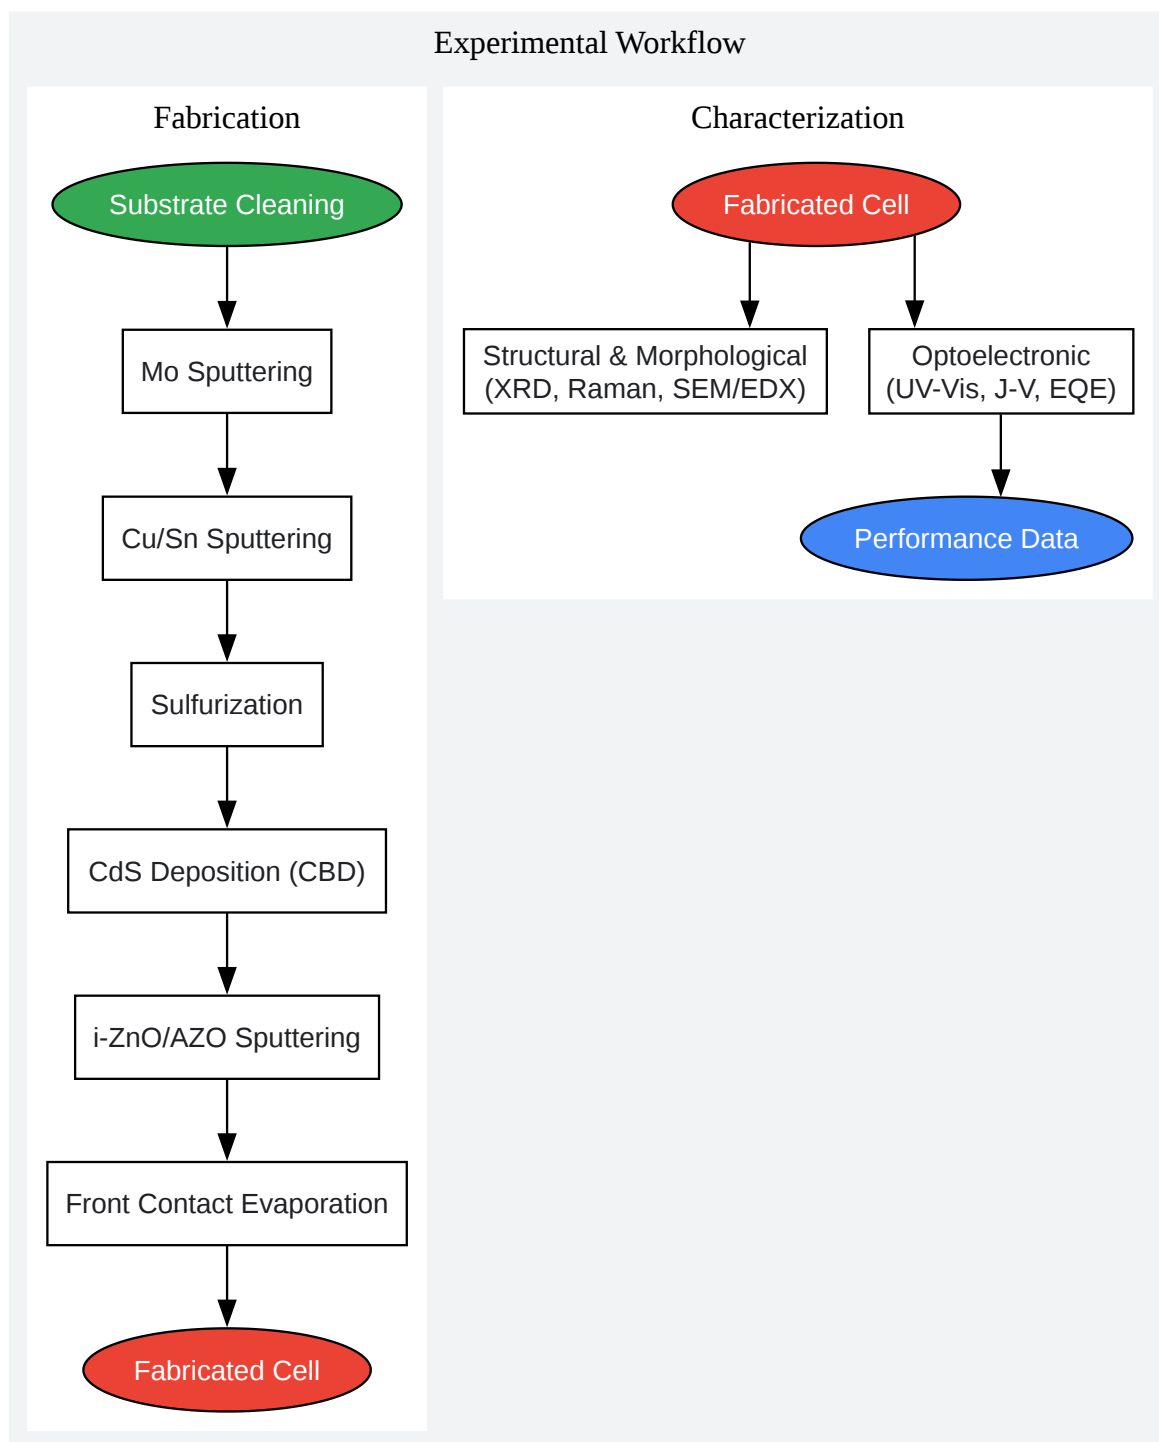 Experimental Workflow
Fabrication
Substrate Cleaning
Mo Sputtering
Cu/Sn Sputtering
Sulfurization
CdS Deposition (CBD)
i-ZnO/AZO Sputtering
Front Contact Evaporation
Fabricated Cell
Characterization
Fabricated Cell
Structural & Morphological
(XRD, Raman, SEM/EDX)
Optoelectronic
(UV-Vis, J-V, EQE)
Performance Data